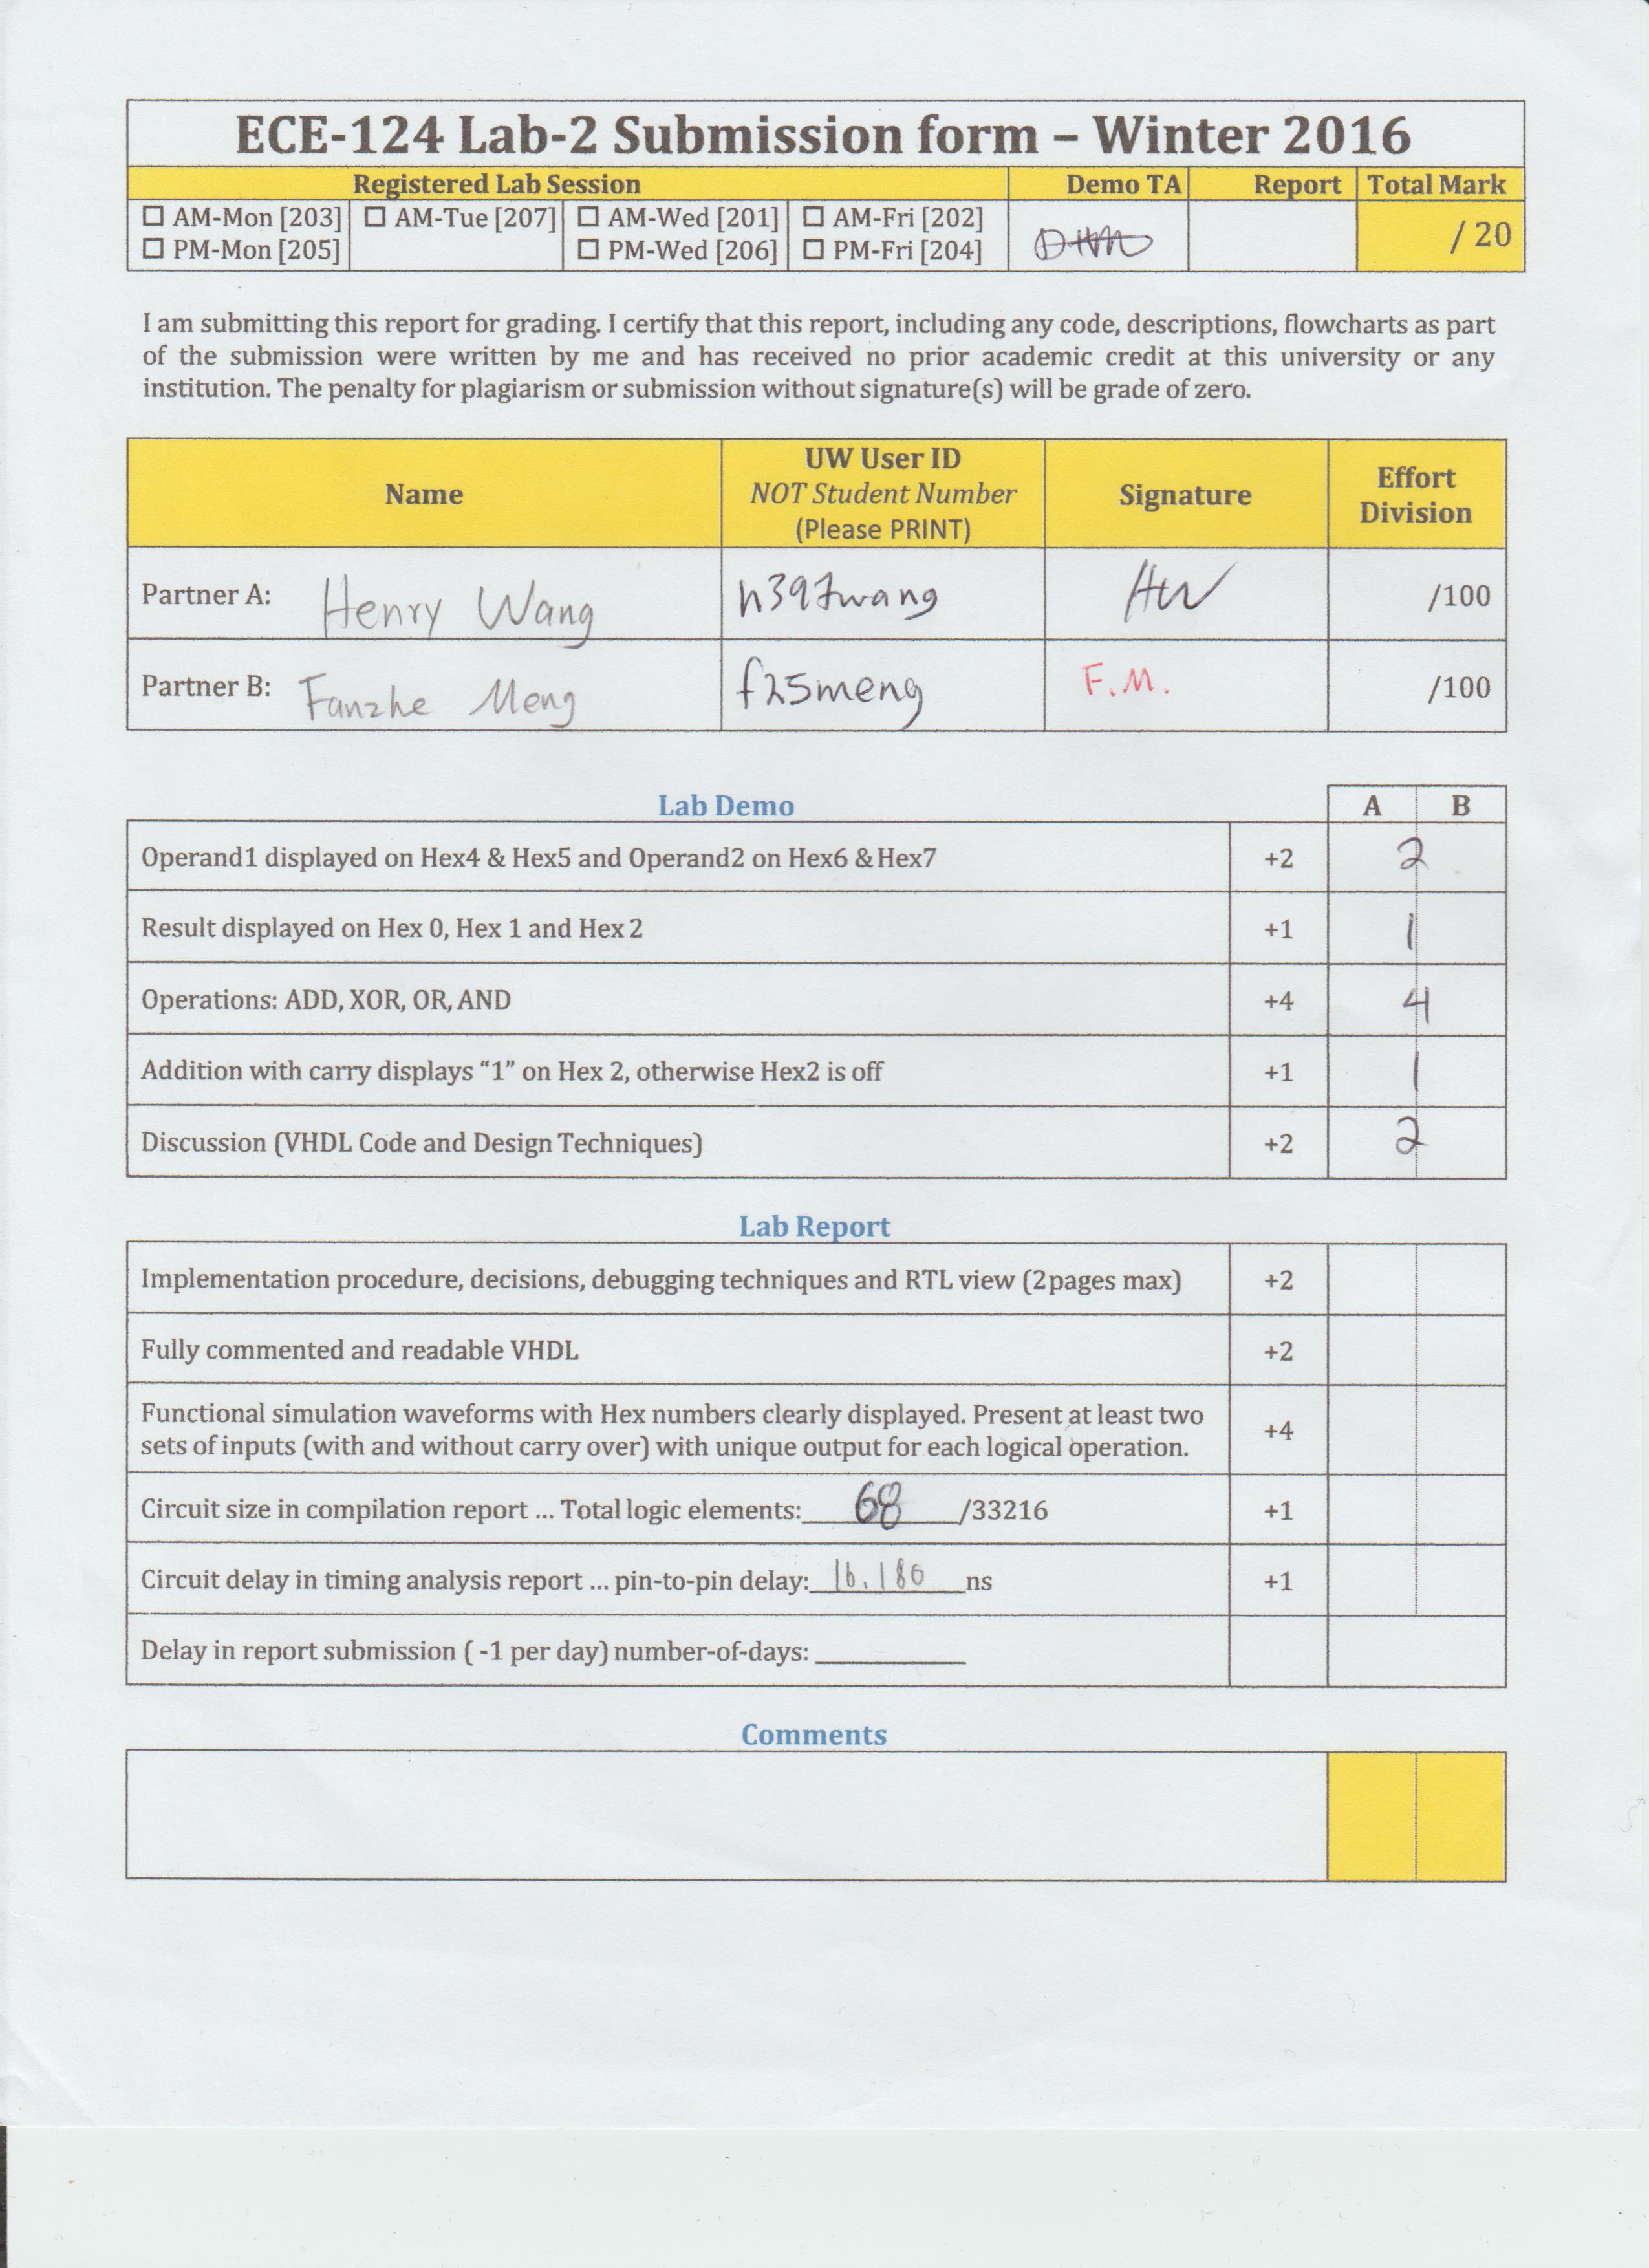 ECE-124 Lab-2 Submission form – Winter 2016
Registered Lab Session Demo TA Report Total Mark
☐ AM-Mon [203] ☐ AM-Tue [207] ☐ AM-Wed [201] ☐ AM-Fri [202]
☐ PM-Mon [205] ☐ PM-Wed [206] ☐ PM-Fri [204] / 20
I am submitting this report for grading. I certify that this report, including any code, descriptions, flowcharts as part
of the submission were written by me and has received no prior academic credit at this university or any
institution. The penalty for plagiarism or submission without signature(s) will be grade of zero.
Name
UW User ID
NOT Student Number
(Please PRINT)
Signature
Effort
Division
Partner A: Henry Wang h397wang HW /100
Partner B: Fanzhe Meng f25meng F.M. /100
Lab Demo A B
Operand1 displayed on Hex4 & Hex5 and Operand2 on Hex6 & Hex7 +2 2
Result displayed on Hex 0, Hex 1 and Hex 2 +1 1
Operations: ADD, XOR, OR, AND +4 4
Addition with carry displays “1” on Hex 2, otherwise Hex2 is off +1 1
Discussion (VHDL Code and Design Techniques) +2 2
Lab Report
Implementation procedure, decisions, debugging techniques and RTL view (2pages max) +2
Fully commented and readable VHDL +2
Functional simulation waveforms with Hex numbers clearly displayed. Present at least two
sets of inputs (with and without carry over) with unique output for each logical operation. +4
Circuit size in compilation report ... Total logic elements: 68 /33216 +1
Circuit delay in timing analysis report ... pin-to-pin delay: 16.180 ns +1
Delay in report submission ( -1 per day) number-of-days:
Comments